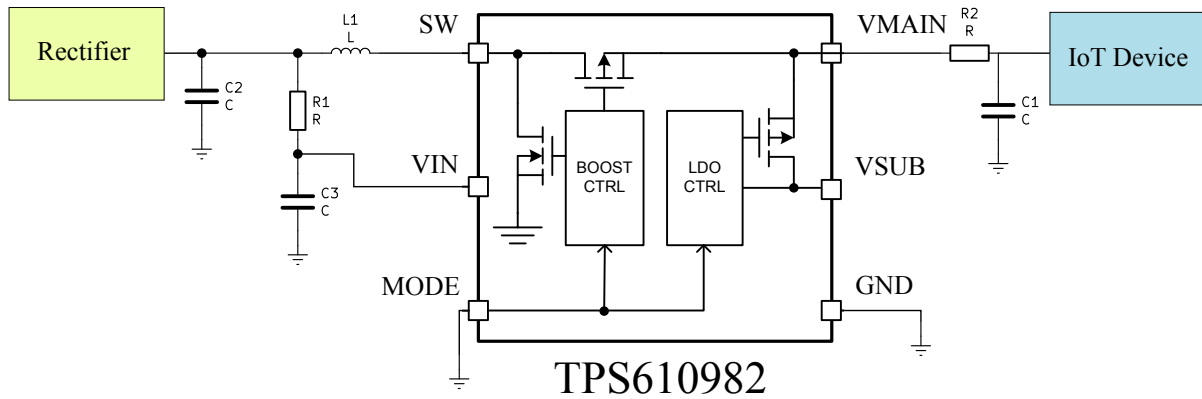 Rectifier
L1
L
SW
VMAIN
R2
R
IoT Device
C2
C
R1
R
C1
C
VIN
BOOST
CTRL
LDO
CTRL
VSUB
C3
C
MODE
GND
TPS610982